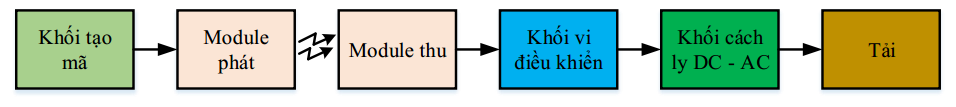 Khối tạo
mã
Module
phát
Module thu
Khối vi
điều khiển
Khối cách
ly DC - AC
Tải